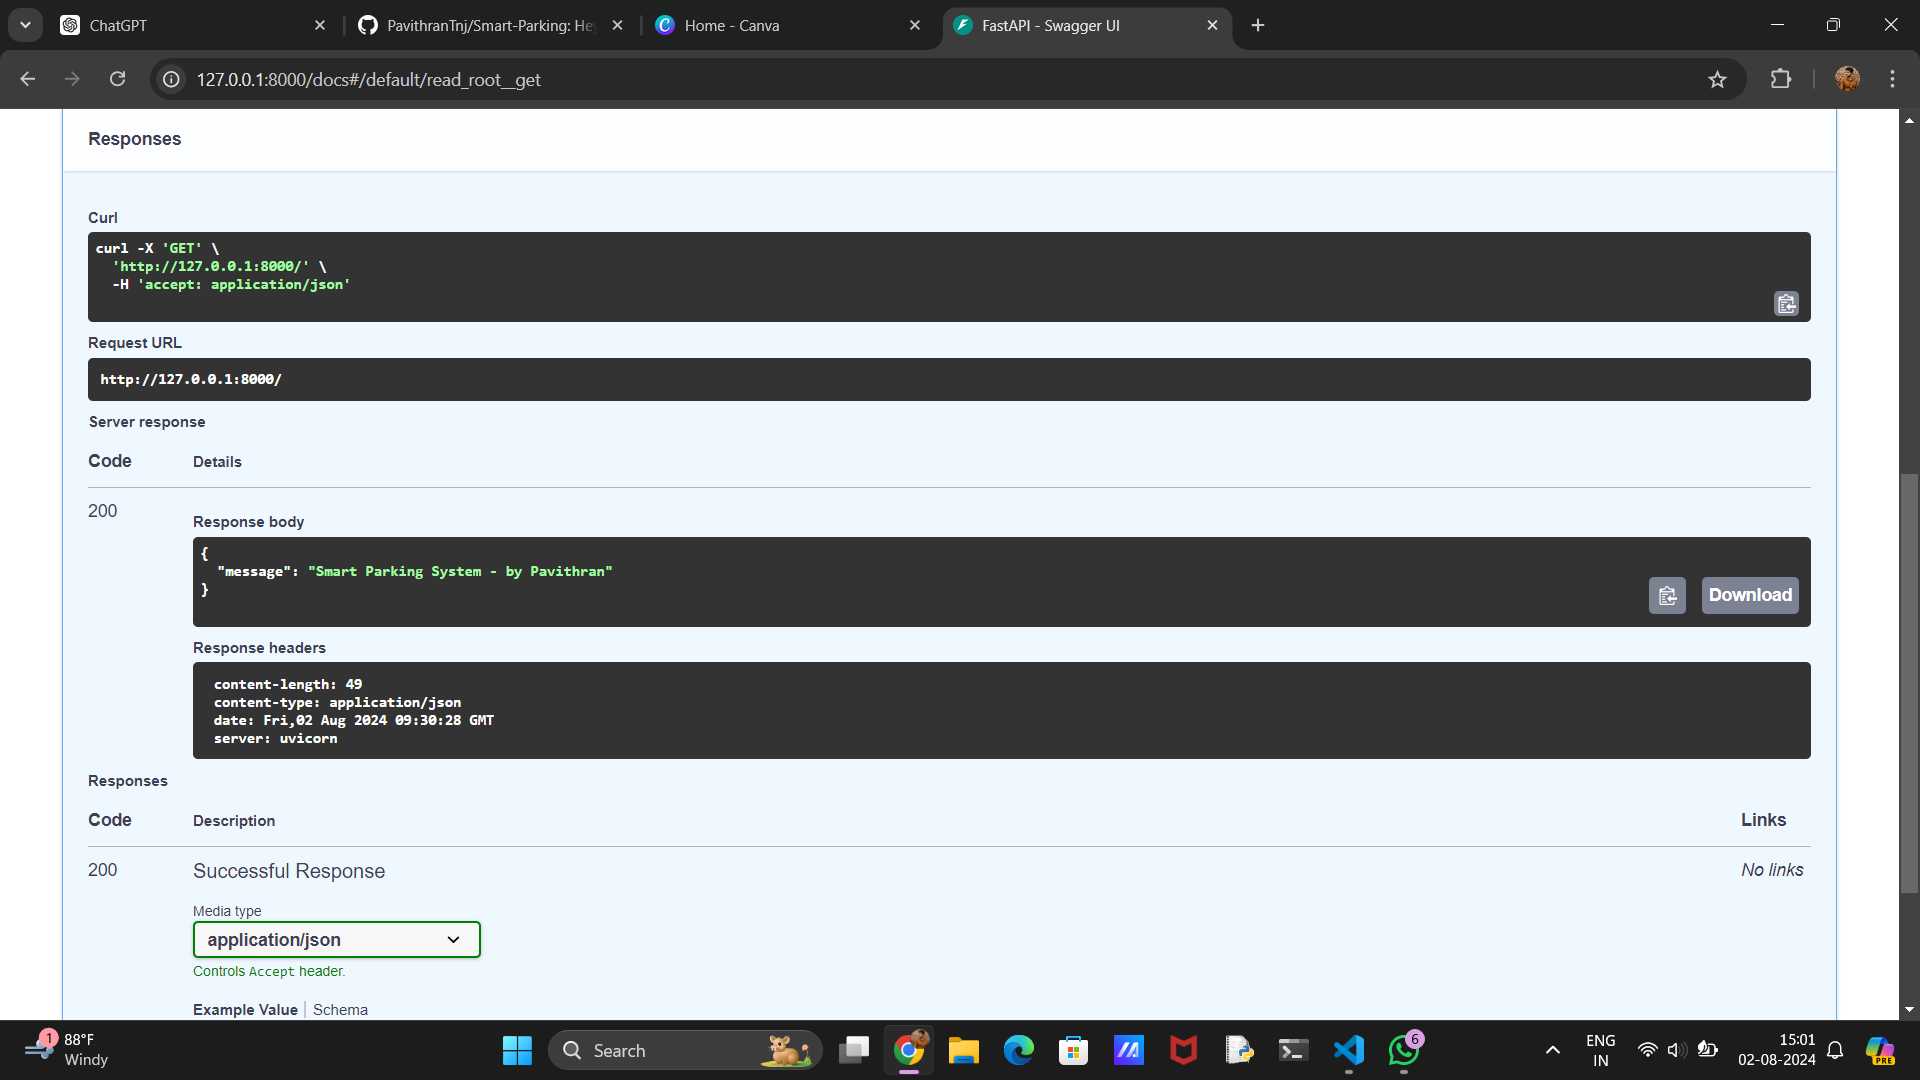 ChatGPT
PavithranTnj/Smart-Parking: He
Home - Canva
FastAPI - Swagger UI
127.0.0.1:8000/docs#/default/read_root__get
Responses
Curl
curl -X 'GET' \
'http://127.0.0.1:8000/' \
-H 'accept: application/json'
Request URL
http://127.0.0.1:8000/
Server response
Code Details
200
Response body
{
"message": "Smart Parking System - by Pavithran"
}
Download
Response headers
content-length: 49
content-type: application/json
date: Fri,02 Aug 2024 09:30:28 GMT
server: uvicorn
Responses
Code Description Links
200 Successful Response No links
Media type
application/json
Controls Accept header.
Example Value Schema
1
88°F
Windy
Search
PRE
6
ENG
IN
15:01
02-08-2024